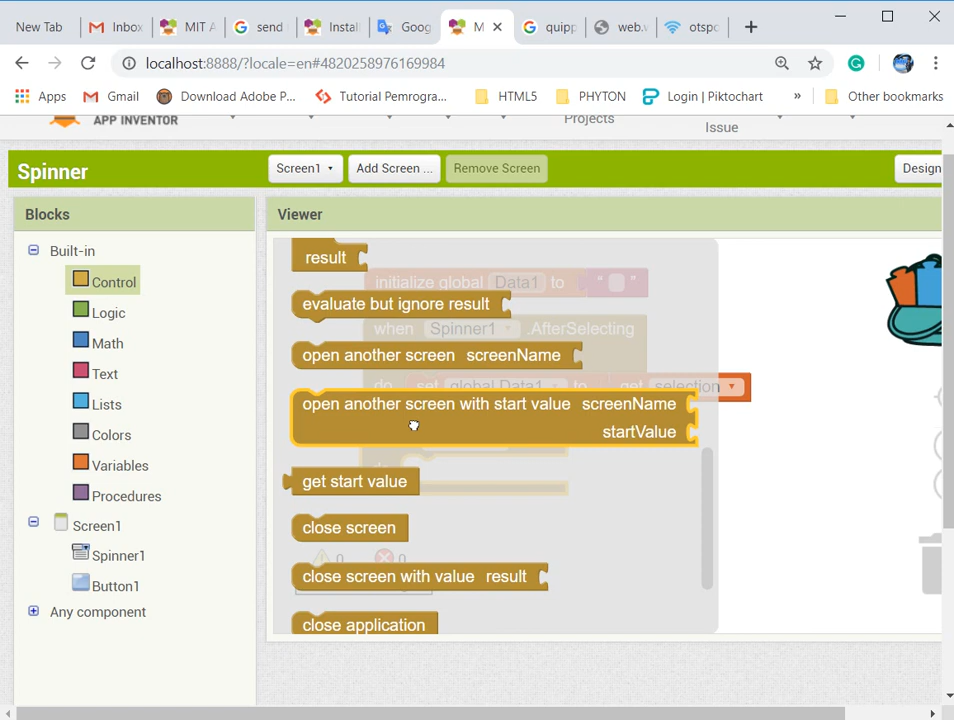 New Tab
Inbox
MIT A
send
Install
Goog
M
quipp
web.
otspo
localhost:8888/?locale=en#4820258976169984
Apps
Gmail
Download Adobe P...
Tutorial Pemrogra...
HTML5
PHYTON
Login | Piktochart
»
Other bookmarks
APP INVENTOR
Projects
Issue
Spinner
Screen1
Add Screen ...
Remove Screen
Design
Blocks
Viewer
Built-in
Control
Logic
Math
Text
Lists
Colors
Variables
Procedures
Screen1
Spinner1
Button1
Any component
result
initialize global Data1 to " "
evaluate but ignore result
when Spinner1 .AfterSelecting
open another screen screenName
do set global Data1 to get selection
open another screen with start value screenName
startValue
do
get start value
close screen
0 0
close screen with value result
close application